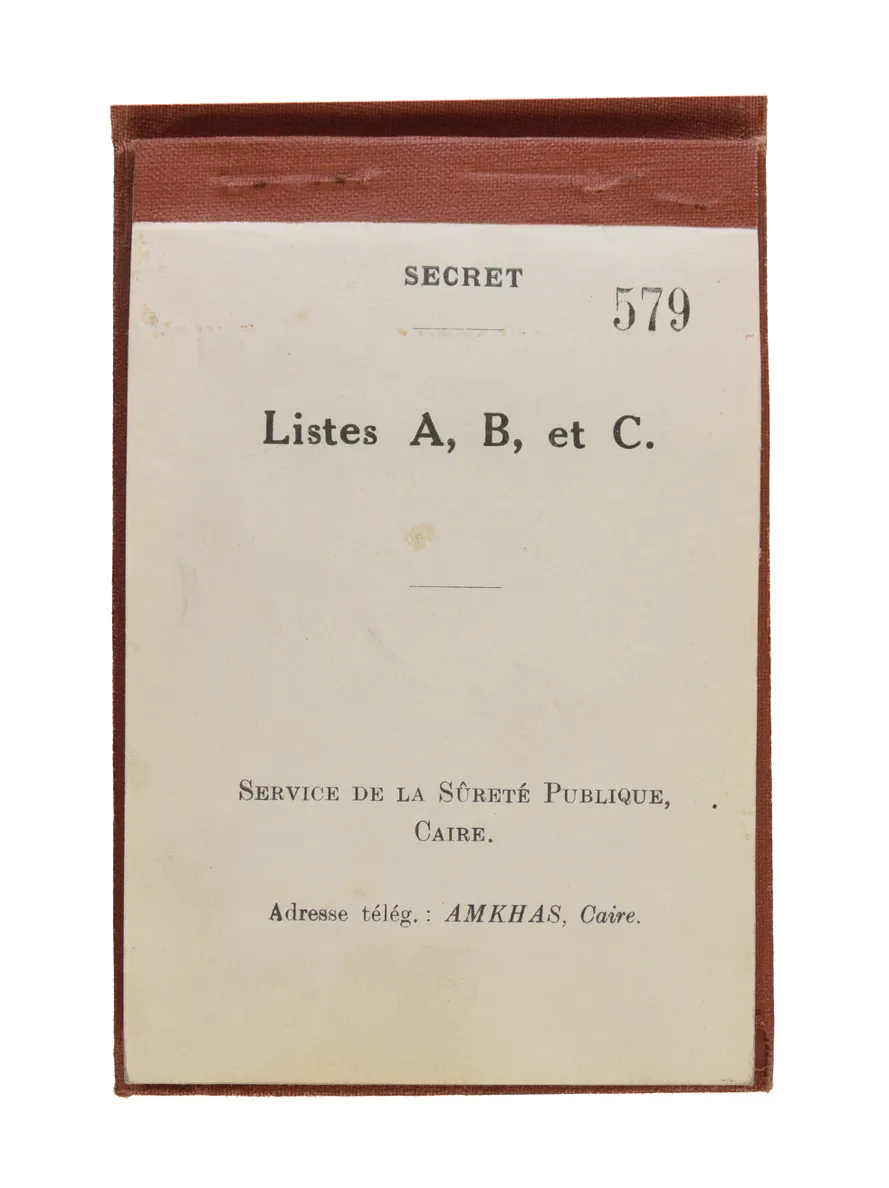 SECRET
579
Listes A, B, et C.
Service de la Sûreté Publique,
Caire.
Adresse télég. : AMKHAS, Caire.